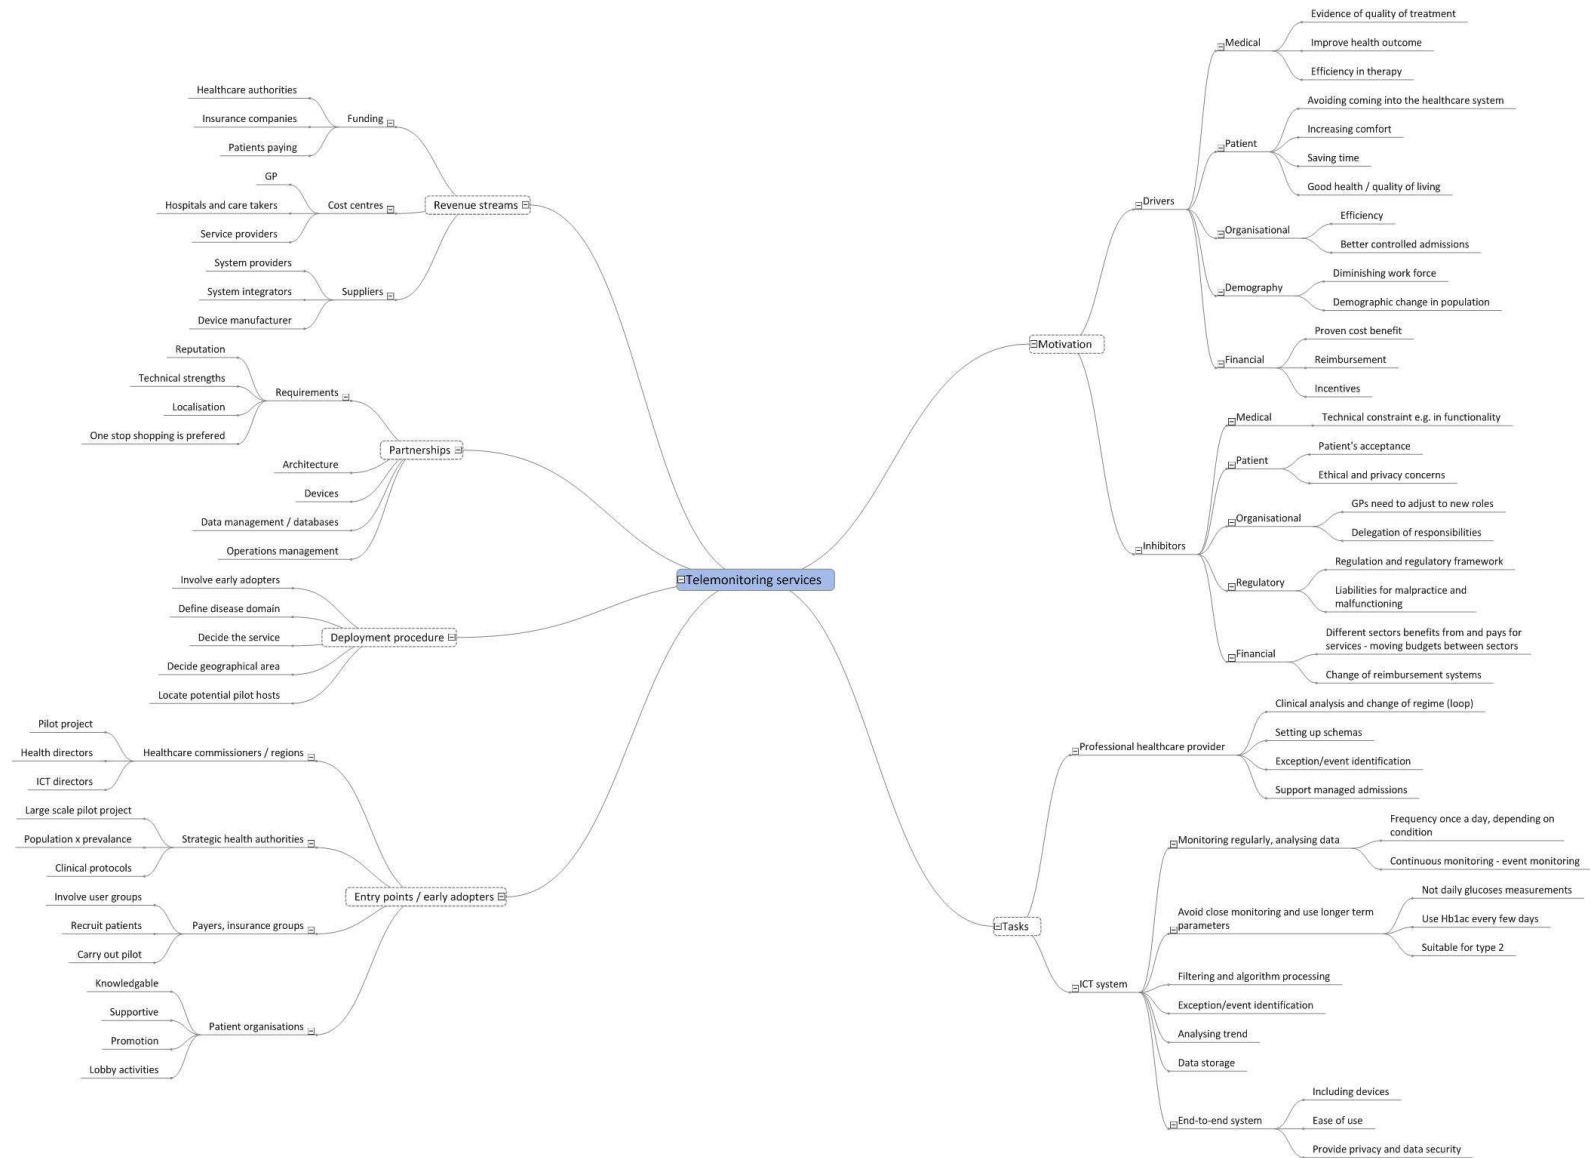 Telemonitoring services
Revenue streams
Funding
Healthcare authorities
Insurance companies
Patients paying
Cost centres
GP
Hospitals and care takers
Service providers
Suppliers
System providers
System integrators
Device manufacturer
Partnerships
Requirements
Reputation
Technical strengths
Localisation
One stop shopping is prefered
Architecture
Devices
Data management / databases
Operations management
Deployment procedure
Involve early adopters
Define disease domain
Decide the service
Decide geographical area
Locate potential pilot hosts
Entry points / early adopters
Healthcare commissioners / regions
Pilot project
Health directors
ICT directors
Strategic health authorities
Large scale pilot project
Population x prevalance
Clinical protocols
Payers, insurance groups
Involve user groups
Recruit patients
Carry out pilot
Patient organisations
Knowledgable
Supportive
Promotion
Lobby activities
Motivation
Drivers
Medical
Evidence of quality of treatment
Improve health outcome
Efficiency in therapy
Patient
Avoiding coming into the healthcare system
Increasing comfort
Saving time
Good health / quality of living
Organisational
Efficiency
Better controlled admissions
Demography
Diminishing work force
Demographic change in population
Financial
Proven cost benefit
Reimbursement
Incentives
Inhibitors
Medical
Technical constraint e.g. in functionality
Patient
Patient's acceptance
Ethical and privacy concerns
Organisational
GPs need to adjust to new roles
Delegation of responsibilities
Regulatory
Regulation and regulatory framework
Liabilities for malpractice and
malfunctioning
Financial
Different sectors benefits from and pays for
services - moving budgets between sectors
Change of reimbursement systems
Tasks
Professional healthcare provider
Clinical analysis and change of regime (loop)
Setting up schemas
Exception/event identification
Support managed admissions
ICT system
Monitoring regularly, analysing data
Frequency once a day, depending on
condition
Continuous monitoring - event monitoring
Avoid close monitoring and use longer term
parameters
Not daily glucoses measurements
Use Hb1ac every few days
Suitable for type 2
Filtering and algorithm processing
Exception/event identification
Analysing trend
Data storage
End-to-end system
Including devices
Ease of use
Provide privacy and data security